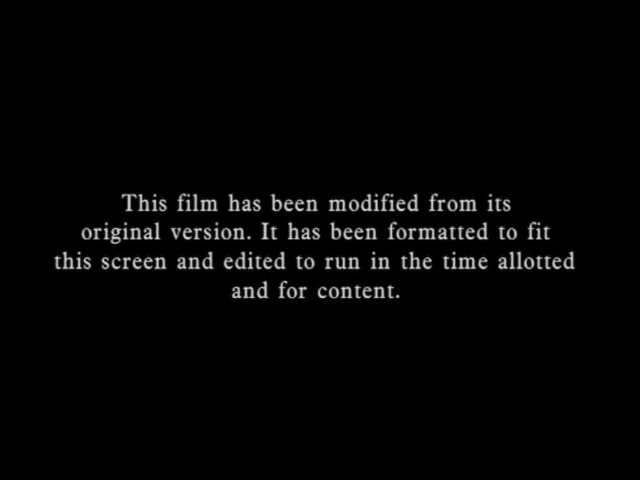 This film has been modified from its
original version. It has been formatted to fit
this screen and edited to run in the time allotted
and for content.